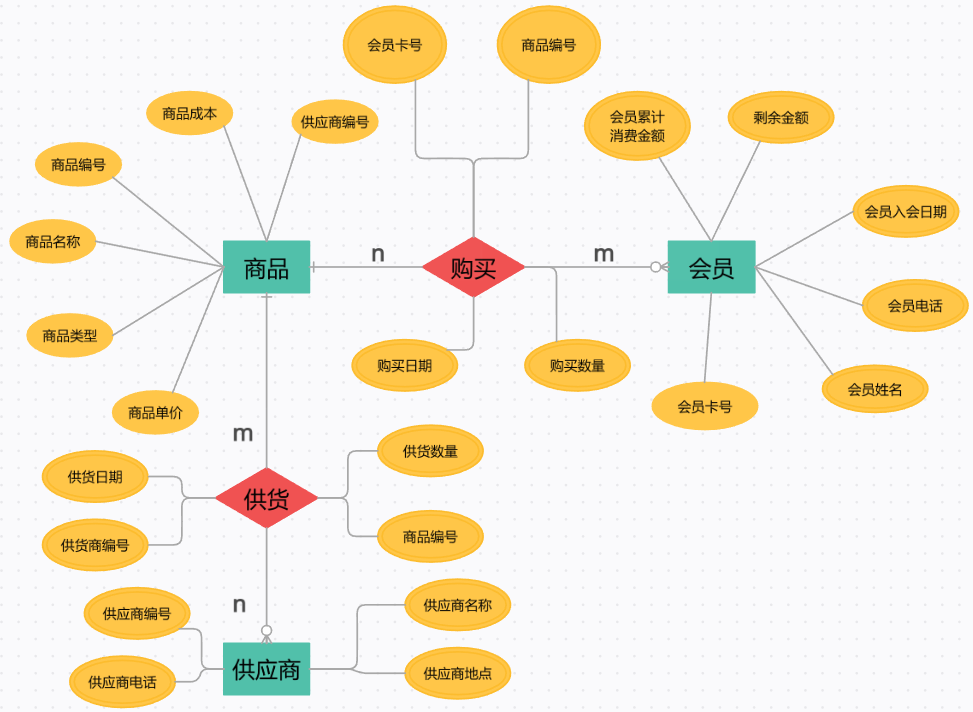 会员卡号
商品编号
商品成本
供应商编号
会员累计
消费金额
剩余金额
商品编号
会员入会日期
商品名称
商品
n
购买
m
会员
会员电话
商品类型
购买日期
购买数量
会员姓名
商品单价
会员卡号
m
供货数量
供货日期
供货
商品编号
供货商编号
n
供应商名称
供应商编号
供应商
供应商地点
供应商电话